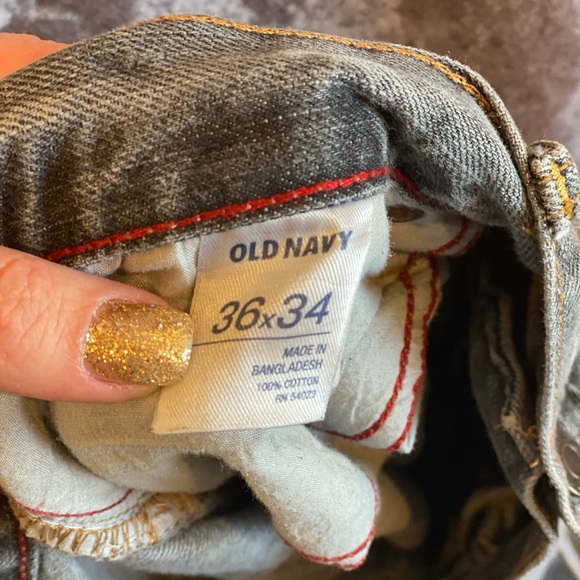 OLD NAVY
36x34
MADE IN
BANGLADESH
100% COTTON
RN 54023